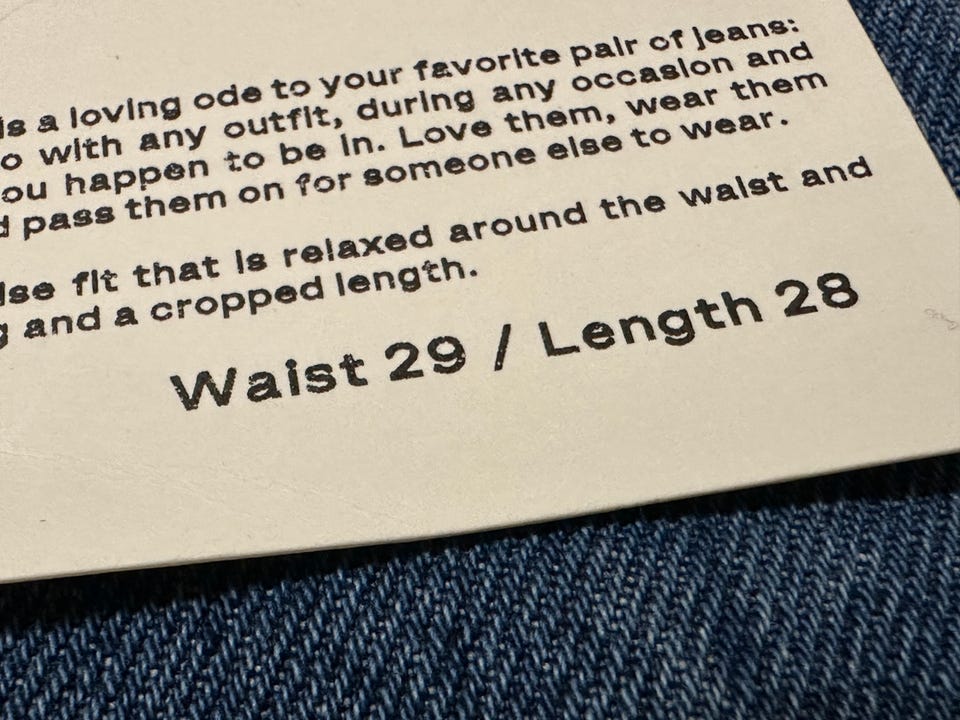 is a loving ode to your favorite pair of jeans:
with any outfit, during any occasion and
happen to be in. Love them, wear them
pass them on for someone else to wear.
fit that is relaxed around the waist and
and a cropped length.
Waist 29 / Length 28